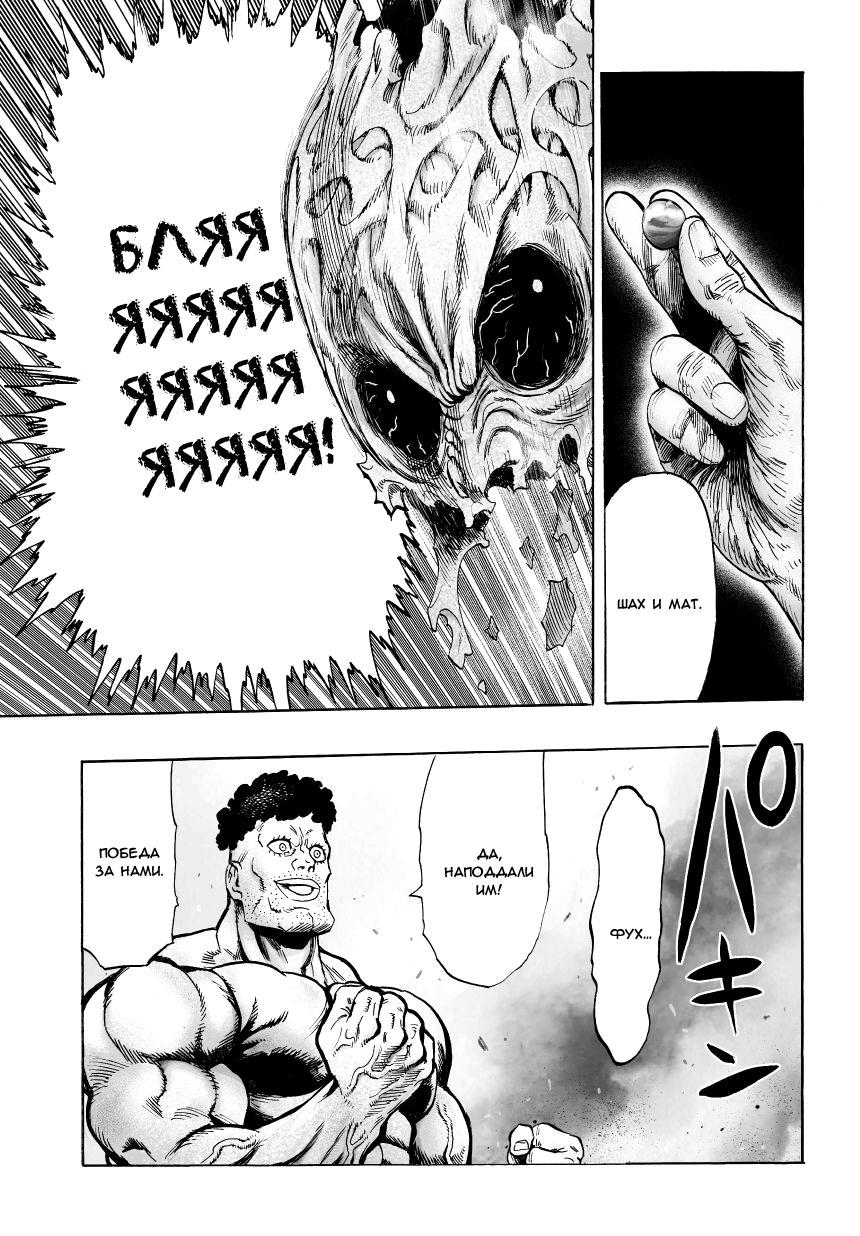 ШАХ И МАТ.
БЛЯЯ
ЯЯЯЯЯ
ЯЯЯЯЯ
ЯЯЯЯЯ!
パキン
ФУХ...
ДА,
НАПОДДАЛИ
ИМ!
ПОБЕДА
ЗА НАМИ.